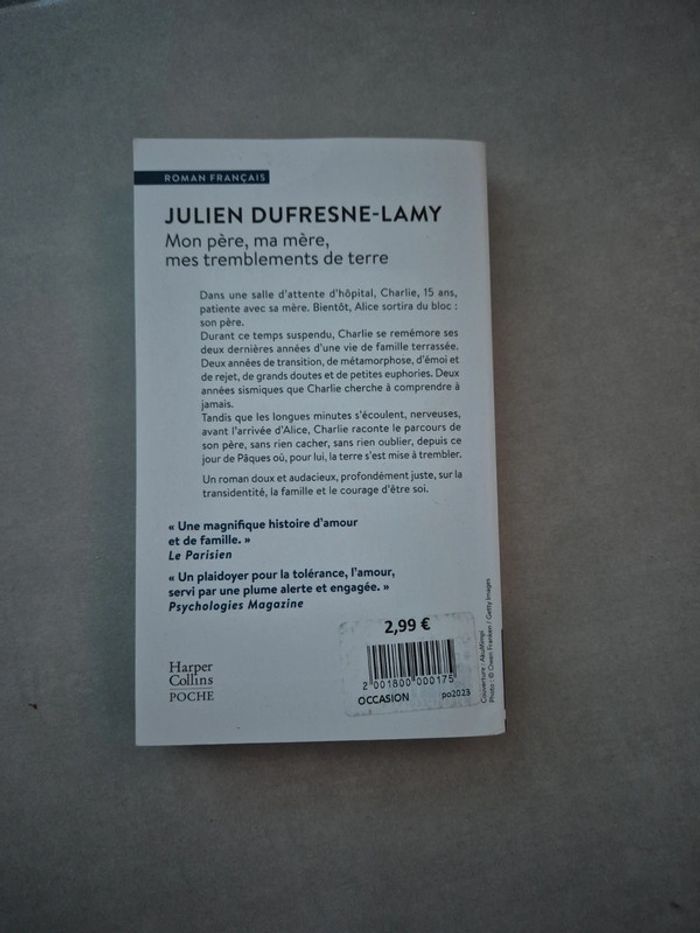 ROMAN FRANÇAIS
JULIEN DUFRESNE-LAMY
Mon père, ma mère,
mes tremblements de terre
Dans une salle d'attente d'hôpital, Charlie, 15 ans,
patiente avec sa mère. Bientôt, Alice sortira du bloc :
son père.
Durant ce temps suspendu, Charlie se remémore ses
deux dernières années d'une vie de famille terrassée.
Deux années de transition, de métamorphose, d'émoi et
de rejet, de grands doutes et de petites euphories. Deux
années sismiques que Charlie cherche à comprendre à
jamais.
Tandis que les longues minutes s'écoulent, nerveuses,
avant l'arrivée d'Alice, Charlie raconte le parcours de
son père, sans rien cacher, sans rien oublier, depuis ce
jour de Pâques où, pour lui, la terre s'est mise à trembler.
Un roman doux et audacieux, profondément juste, sur la
transidentité, la famille et le courage d'être soi.
« Une magnifique histoire d'amour
et de famille. »
Le Parisien
« Un plaidoyer pour la tolérance, l'amour,
servi par une plume alerte et engagée. »
Psychologies Magazine
Harper
Collins
POCHE
2,99 €
2 001800 000175
OCCASION po2023
Couverture : AkuMimpi
Photo : © Owen Franken / Getty Images